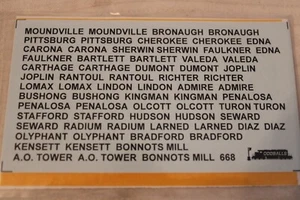 MOUNDVILLE MOUNDVILLE BRONAUGH BRONAUGH
PITTSBURG PITTSBURG CHEROKEE CHEROKEE EDNA
CARONA CARONA SHERWIN SHERWIN FAULKNER EDNA
FAULKNER BARTLETT BARTLETT VALEDA VALEDA
CARTHAGE CARTHAGE DUMONT DUMONT JOPLIN
JOPLIN RANTOUL RANTOUL RICHTER RICHTER
LOMAX LOMAX LINDON LINDON ADMIRE ADMIRE
BUSHONG BUSHONG KINGMAN KINGMAN PENALOSA
PENALOSA PENALOSA OLCOTT OLCOTT TURON TURON
STAFFORD STAFFORD HUDSON HUDSON SEWARD
SEWARD RADIUM RADIUM LARNED LARNED DIAZ DIAZ
OLYPHANT OLYPHANT BRADFORD BRADFORD
KENSETT KENSETT BONNOTS MILL
A.O. TOWER A.O. TOWER BONNOTS MILL 668